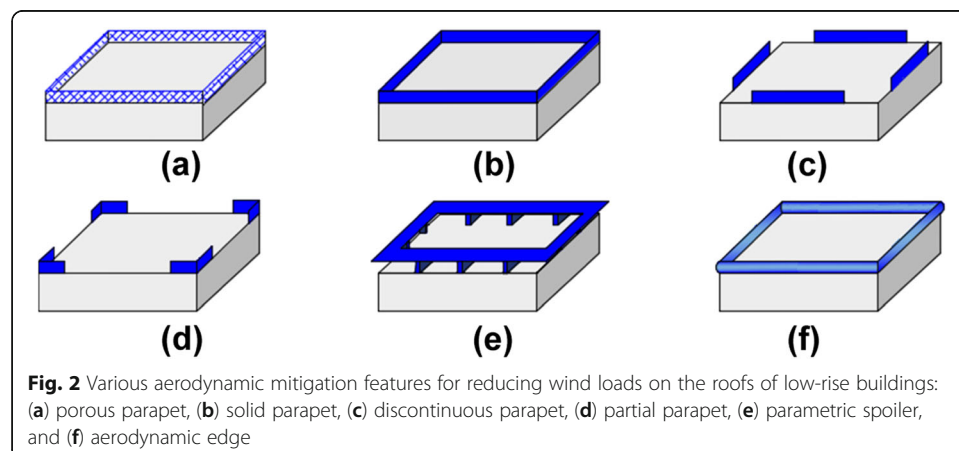 (a) (b) (c)
(d) (e) (f)
Fig. 2 Various aerodynamic mitigation features for reducing wind loads on the roofs of low-rise buildings:
(a) porous parapet, (b) solid parapet, (c) discontinuous parapet, (d) partial parapet, (e) parametric spoiler,
and (f) aerodynamic edge